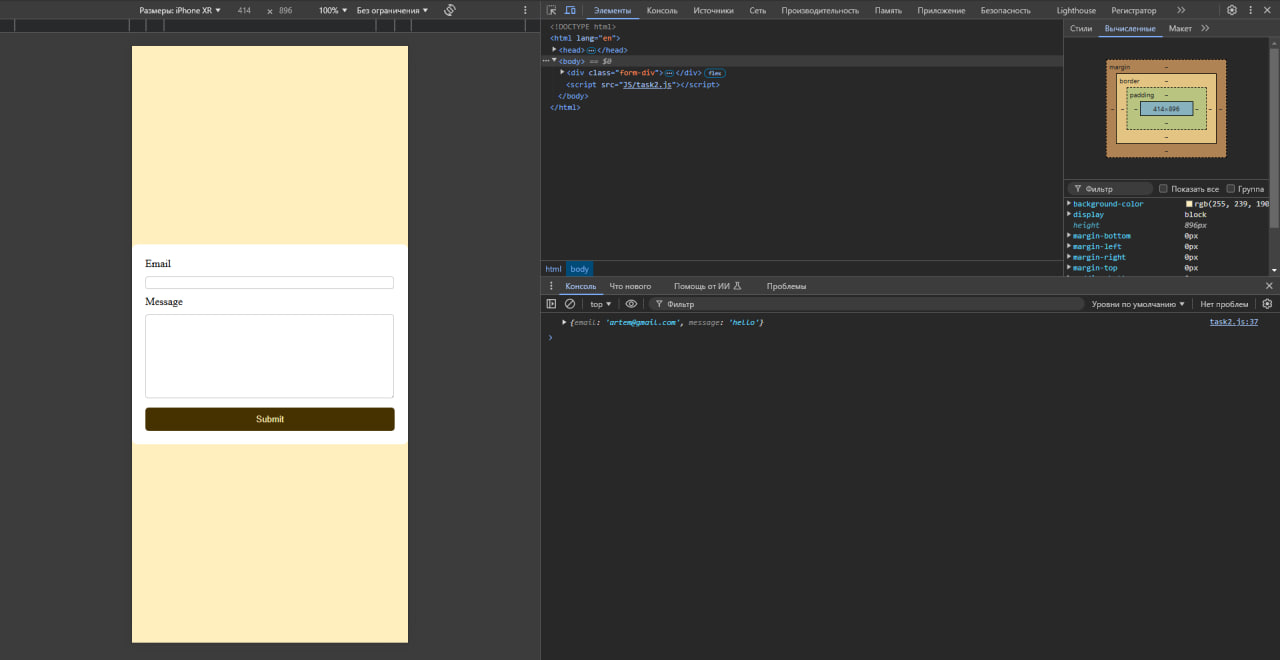 Размеры: iPhone XR ▼ 414 × 896 100% ▼ Без ограничения ▼
Элементы Консоль Источники Сеть Производительность Память Приложение Безопасность Lighthouse Регистратор
<!DOCTYPE html>
<html lang="en">
<head> </head>
<body> == $0
<div class="form-div"> </div> flex
<script src="JS/task2.js"></script>
</body>
</html>
html body
Стили Вычисленные Макет
margin -
border -
padding -
- - - 414×896 - - -
-
-
-
Фильтр Показать все Группа
background-color rgb(255, 239, 190
display block
height 896px
margin-bottom 0px
margin-left 0px
margin-right 0px
margin-top 0px
Консоль Что нового Помощь от ИИ Проблемы
top ▼ Фильтр Уровни по умолчанию ▼ Нет проблем
{email: 'artem@gmail.com', message: 'hello'} task2.js:37
Email
Message
Submit